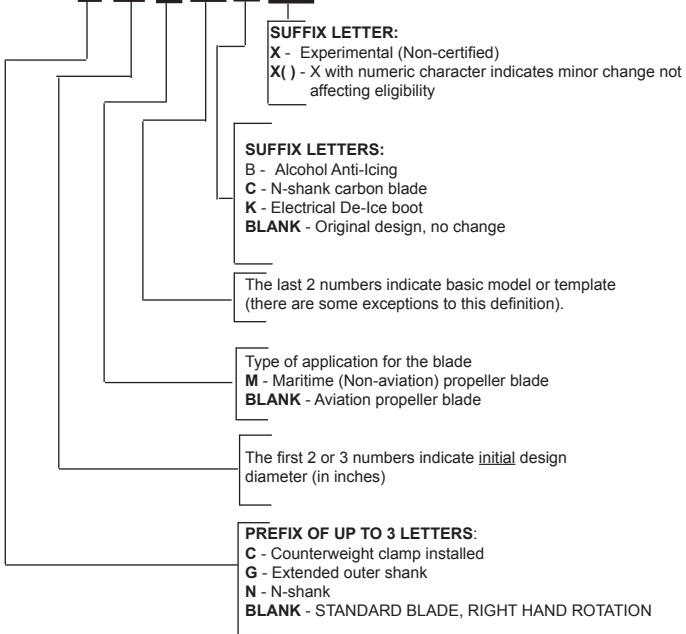 SUFFIX LETTER:
X - Experimental (Non-certified)
X( ) - X with numeric character indicates minor change not
affecting eligibility
SUFFIX LETTERS:
B - Alcohol Anti-Icing
C - N-shank carbon blade
K - Electrical De-Ice boot
BLANK - Original design, no change
The last 2 numbers indicate basic model or template
(there are some exceptions to this definition).
Type of application for the blade
M - Maritime (Non-aviation) propeller blade
BLANK - Aviation propeller blade
The first 2 or 3 numbers indicate initial design
diameter (in inches)
PREFIX OF UP TO 3 LETTERS:
C - Counterweight clamp installed
G - Extended outer shank
N - N-shank
BLANK - STANDARD BLADE, RIGHT HAND ROTATION